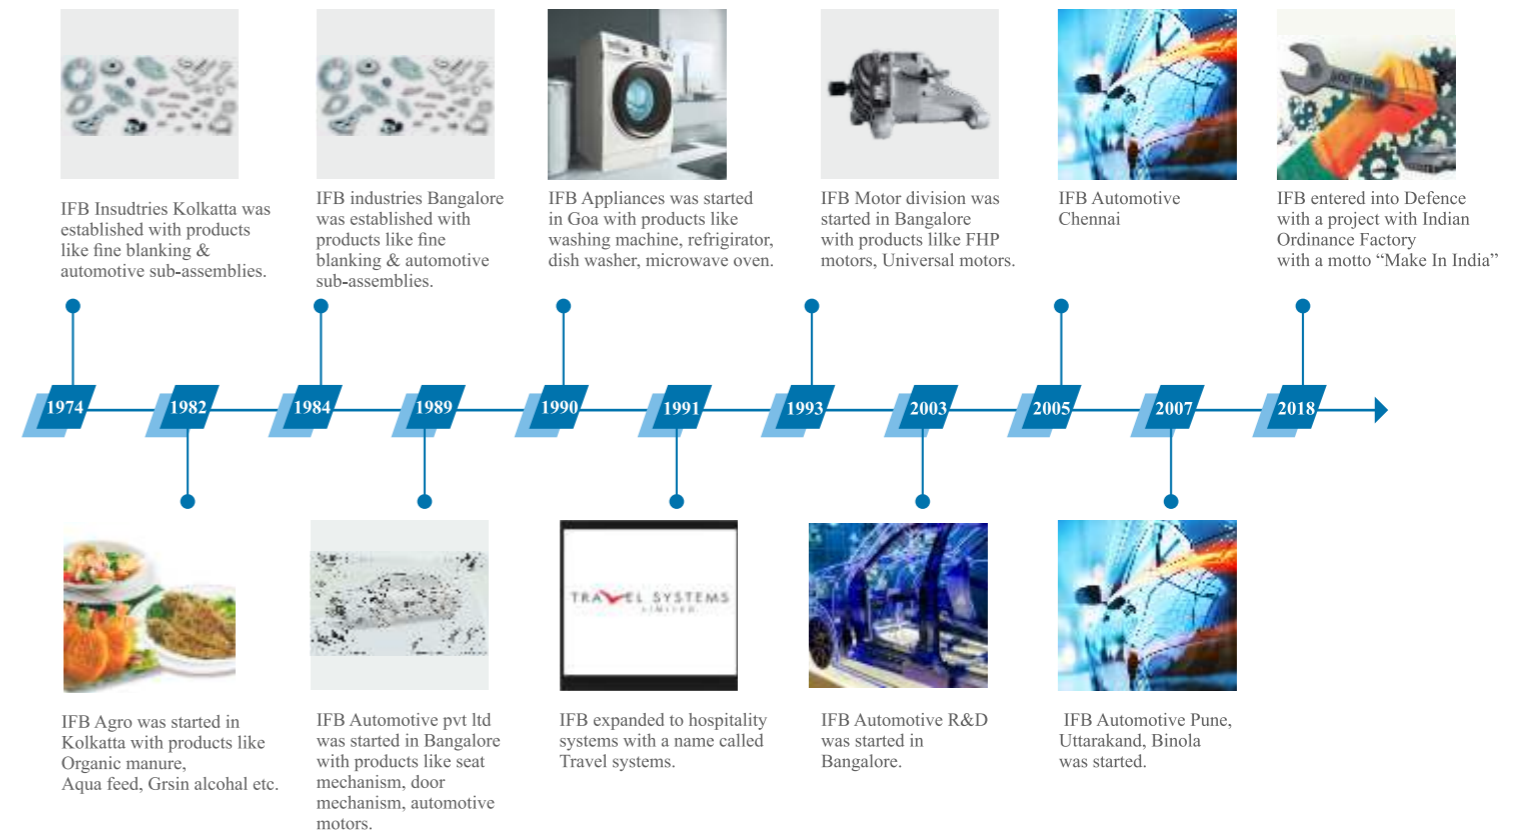 IFB Insudtries Kolkatta was
established with products
like fine blanking &
automotive sub-assemblies.
IFB industries Bangalore
was established with
products like fine
blanking & automotive
sub-assemblies.
IFB Appliances was started
in Goa with products like
washing machine, refrigirator,
dish washer, microwave oven.
IFB Motor division was
started in Bangalore
with products lilke FHP
motors, Universal motors.
IFB Automotive
Chennai
IFB entered into Defence
with a project with Indian
Ordinance Factory
with a motto “Make In India”
1974
1982
1984
1989
1990
1991
1993
2003
2005
2007
2018
TRAVEL SYSTEMS
LIMITED
IFB Agro was started in
Kolkatta with products like
Organic manure,
Aqua feed, Grsin alcohal etc.
IFB Automotive pvt ltd
was started in Bangalore
with products like seat
mechanism, door
mechanism, automotive
motors.
IFB expanded to hospitality
systems with a name called
Travel systems.
IFB Automotive R&D
was started in
Bangalore.
IFB Automotive Pune,
Uttarakand, Binola
was started.